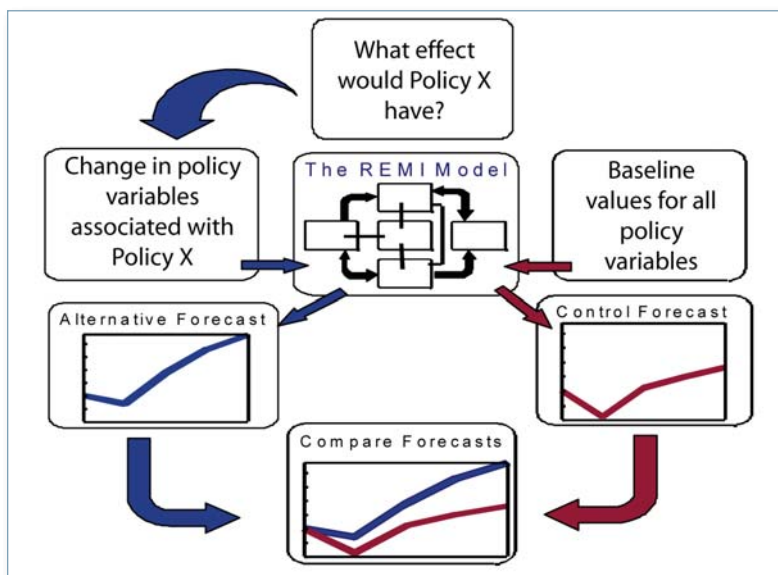 What effect
would Policy X
have?
Change in policy
variables
associated with
Policy X
The REMI Model
Baseline
values for all
policy
variables
Alternative Forecast
Control Forecast
Compare Forecasts